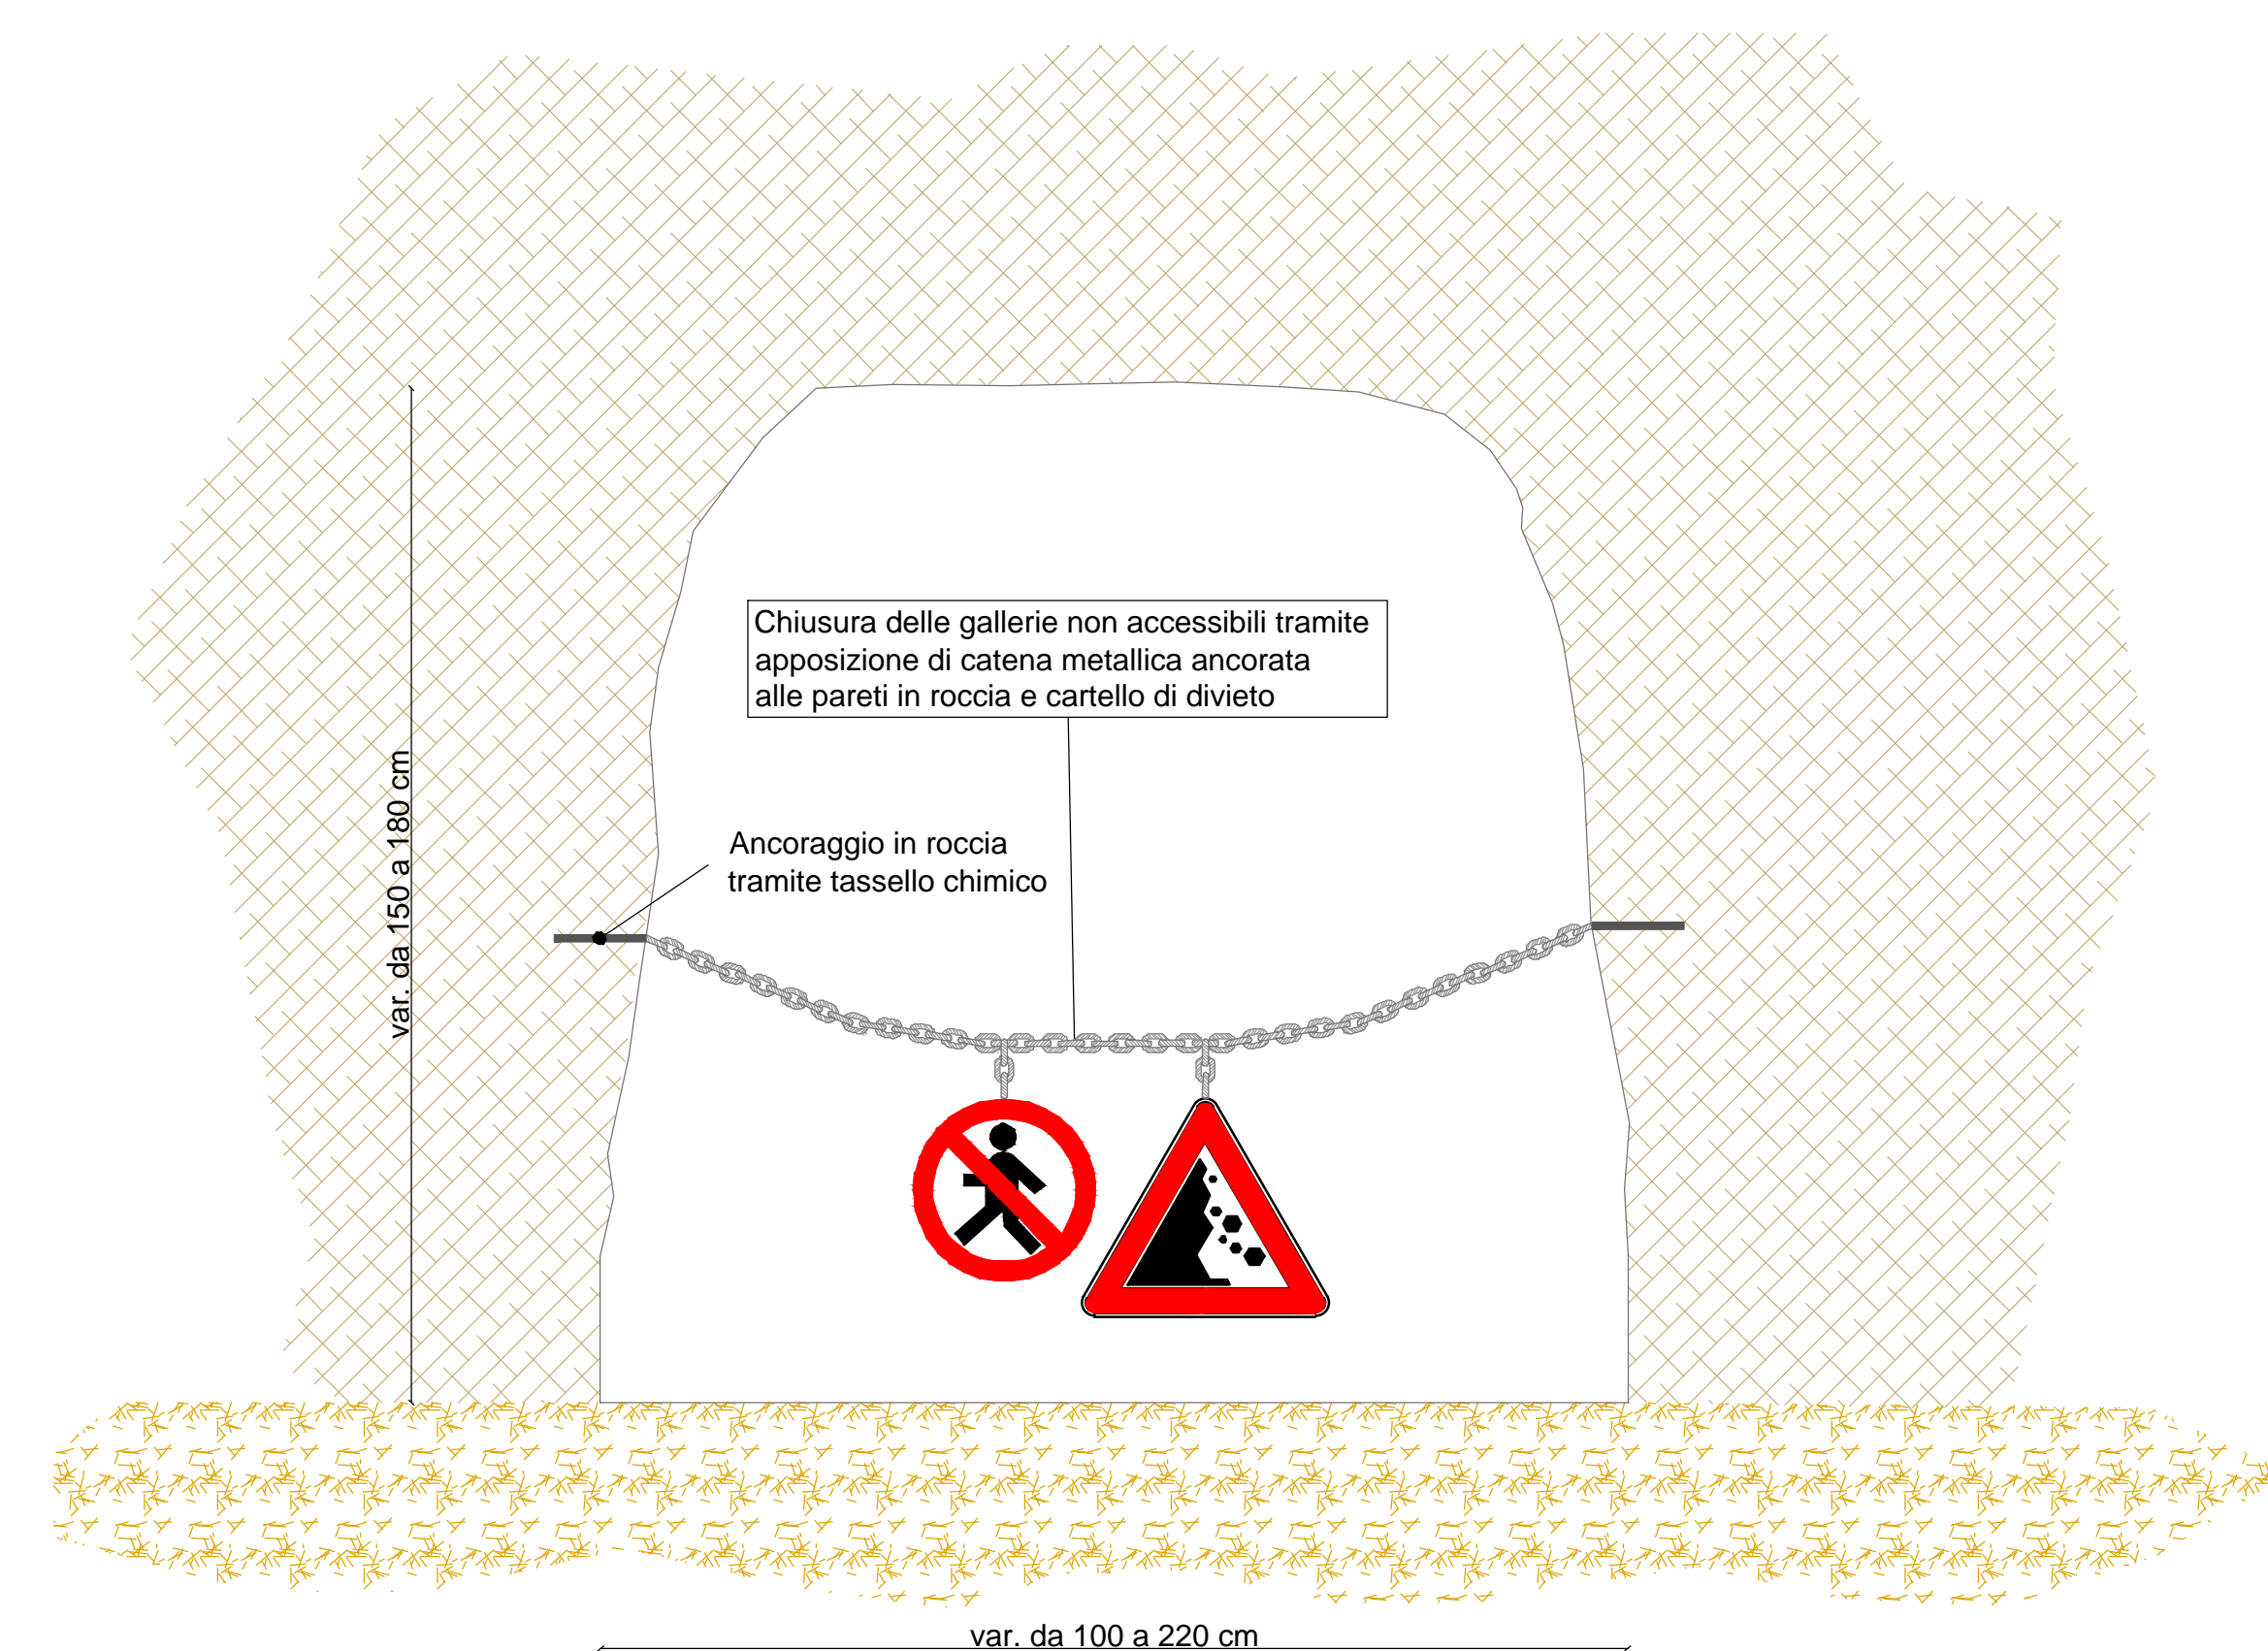 Chiusura delle gallerie non accessibili tramite
apposizione di catena metallica ancorata
alle pareti in roccia e cartello di divieto
Ancoraggio in roccia
tramite tassello chimico
var. da 150 a 180 cm
var. da 100 a 220 cm